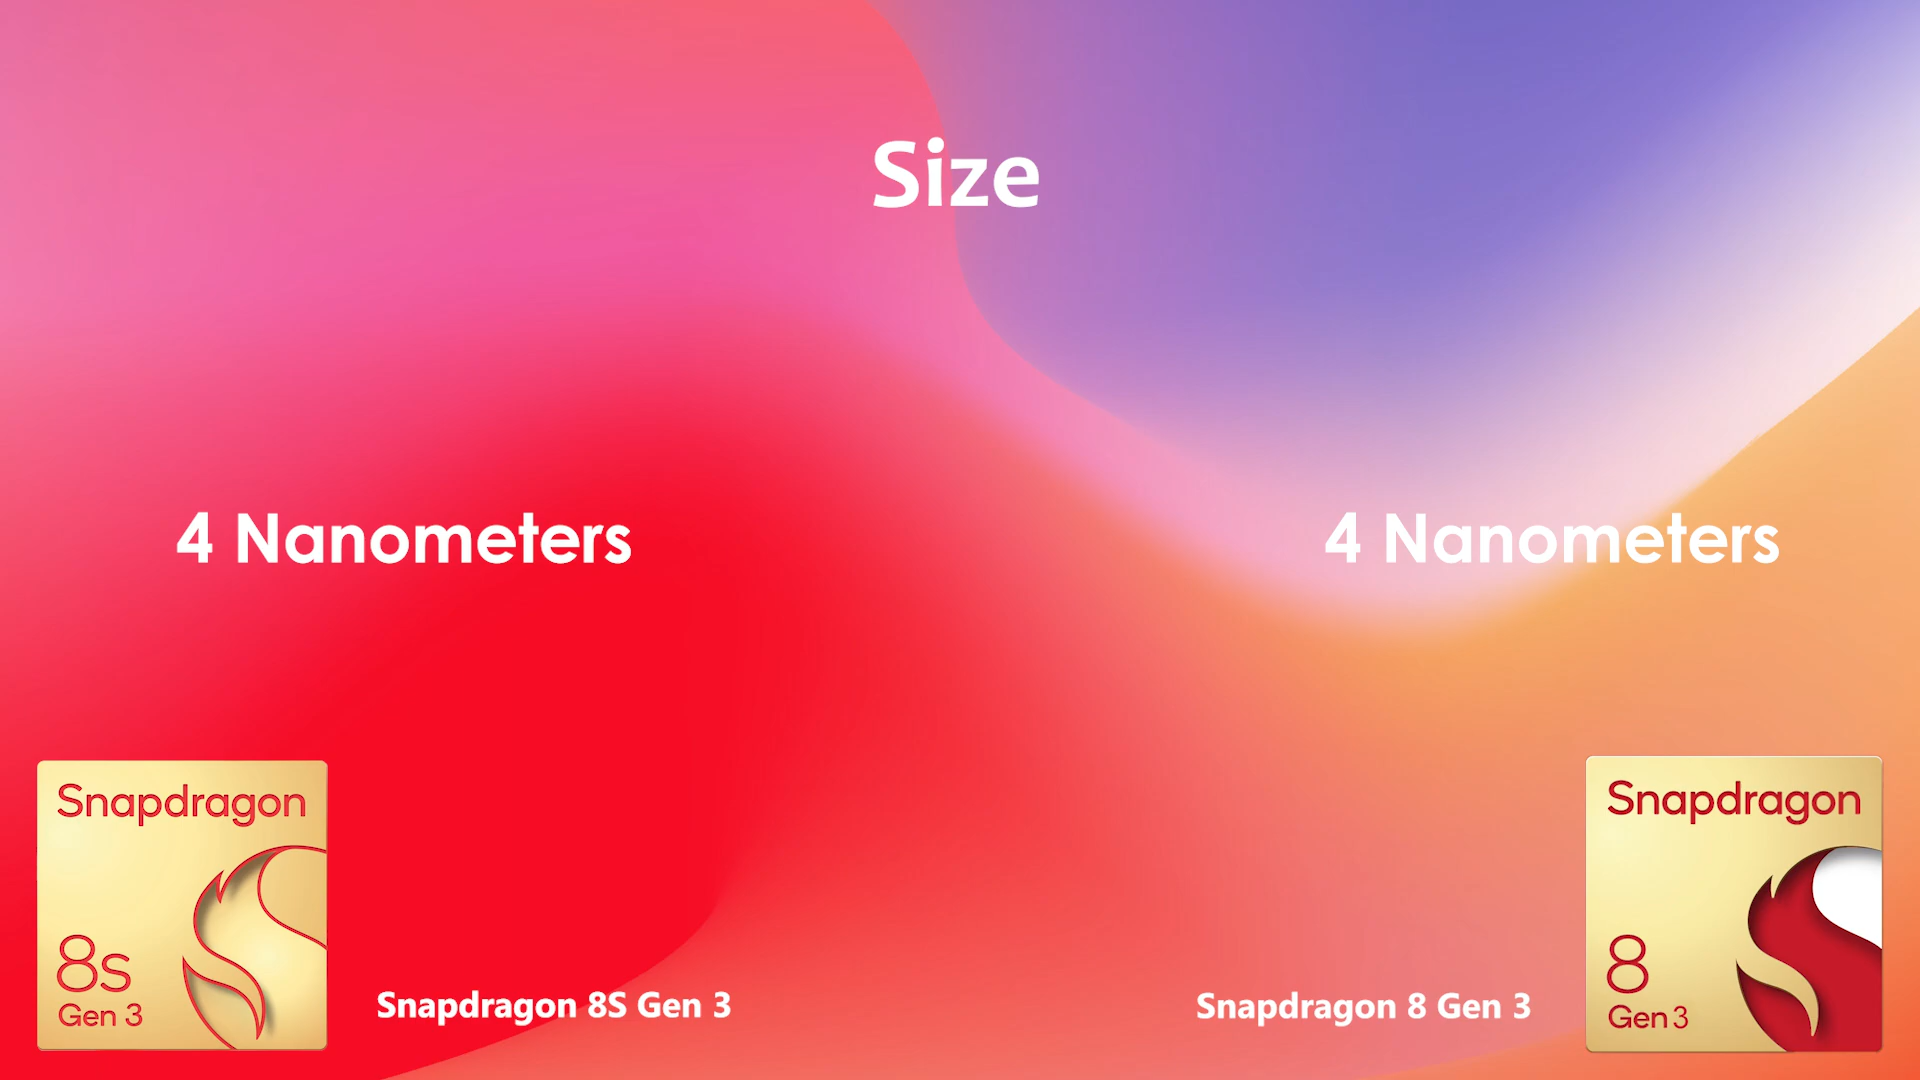 Size
4 Nanometers
4 Nanometers
Snapdragon
8s
Gen 3
Snapdragon 8S Gen 3
Snapdragon 8 Gen 3
Snapdragon
8
Gen 3